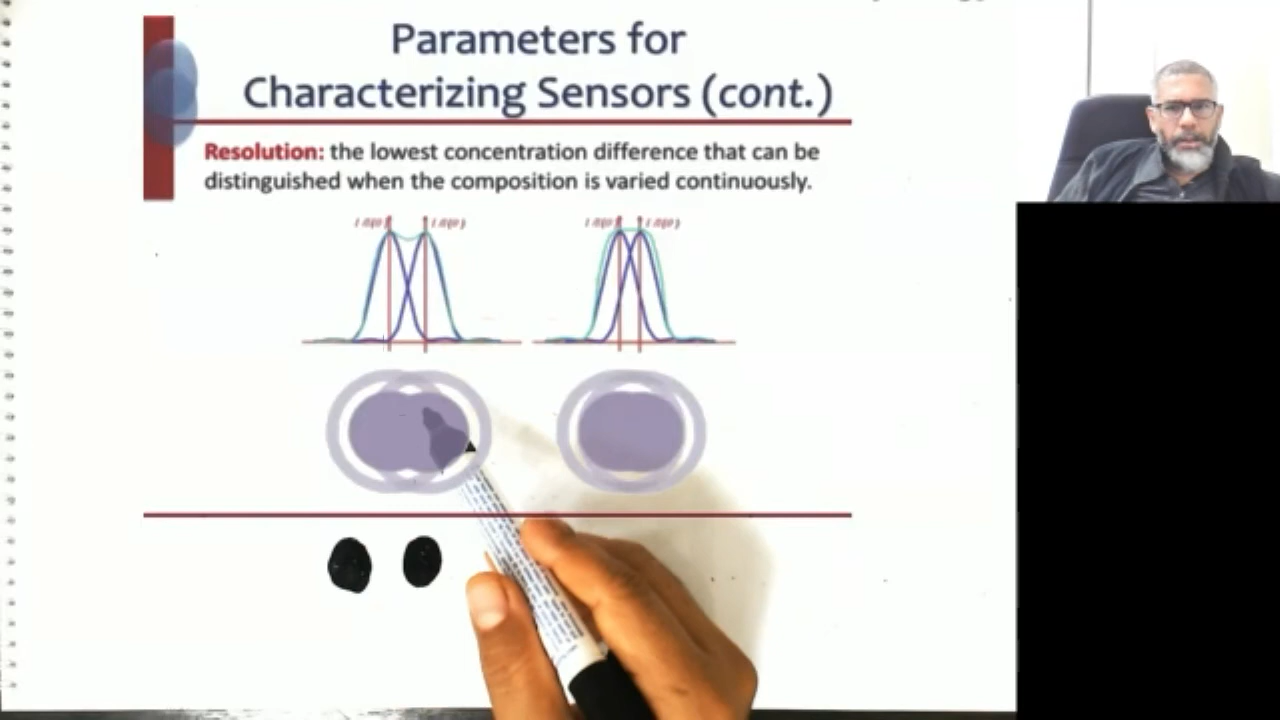 Parameters for
Characterizing Sensors (cont.)
Resolution: the lowest concentration difference that can be
distinguished when the composition is varied continuously.